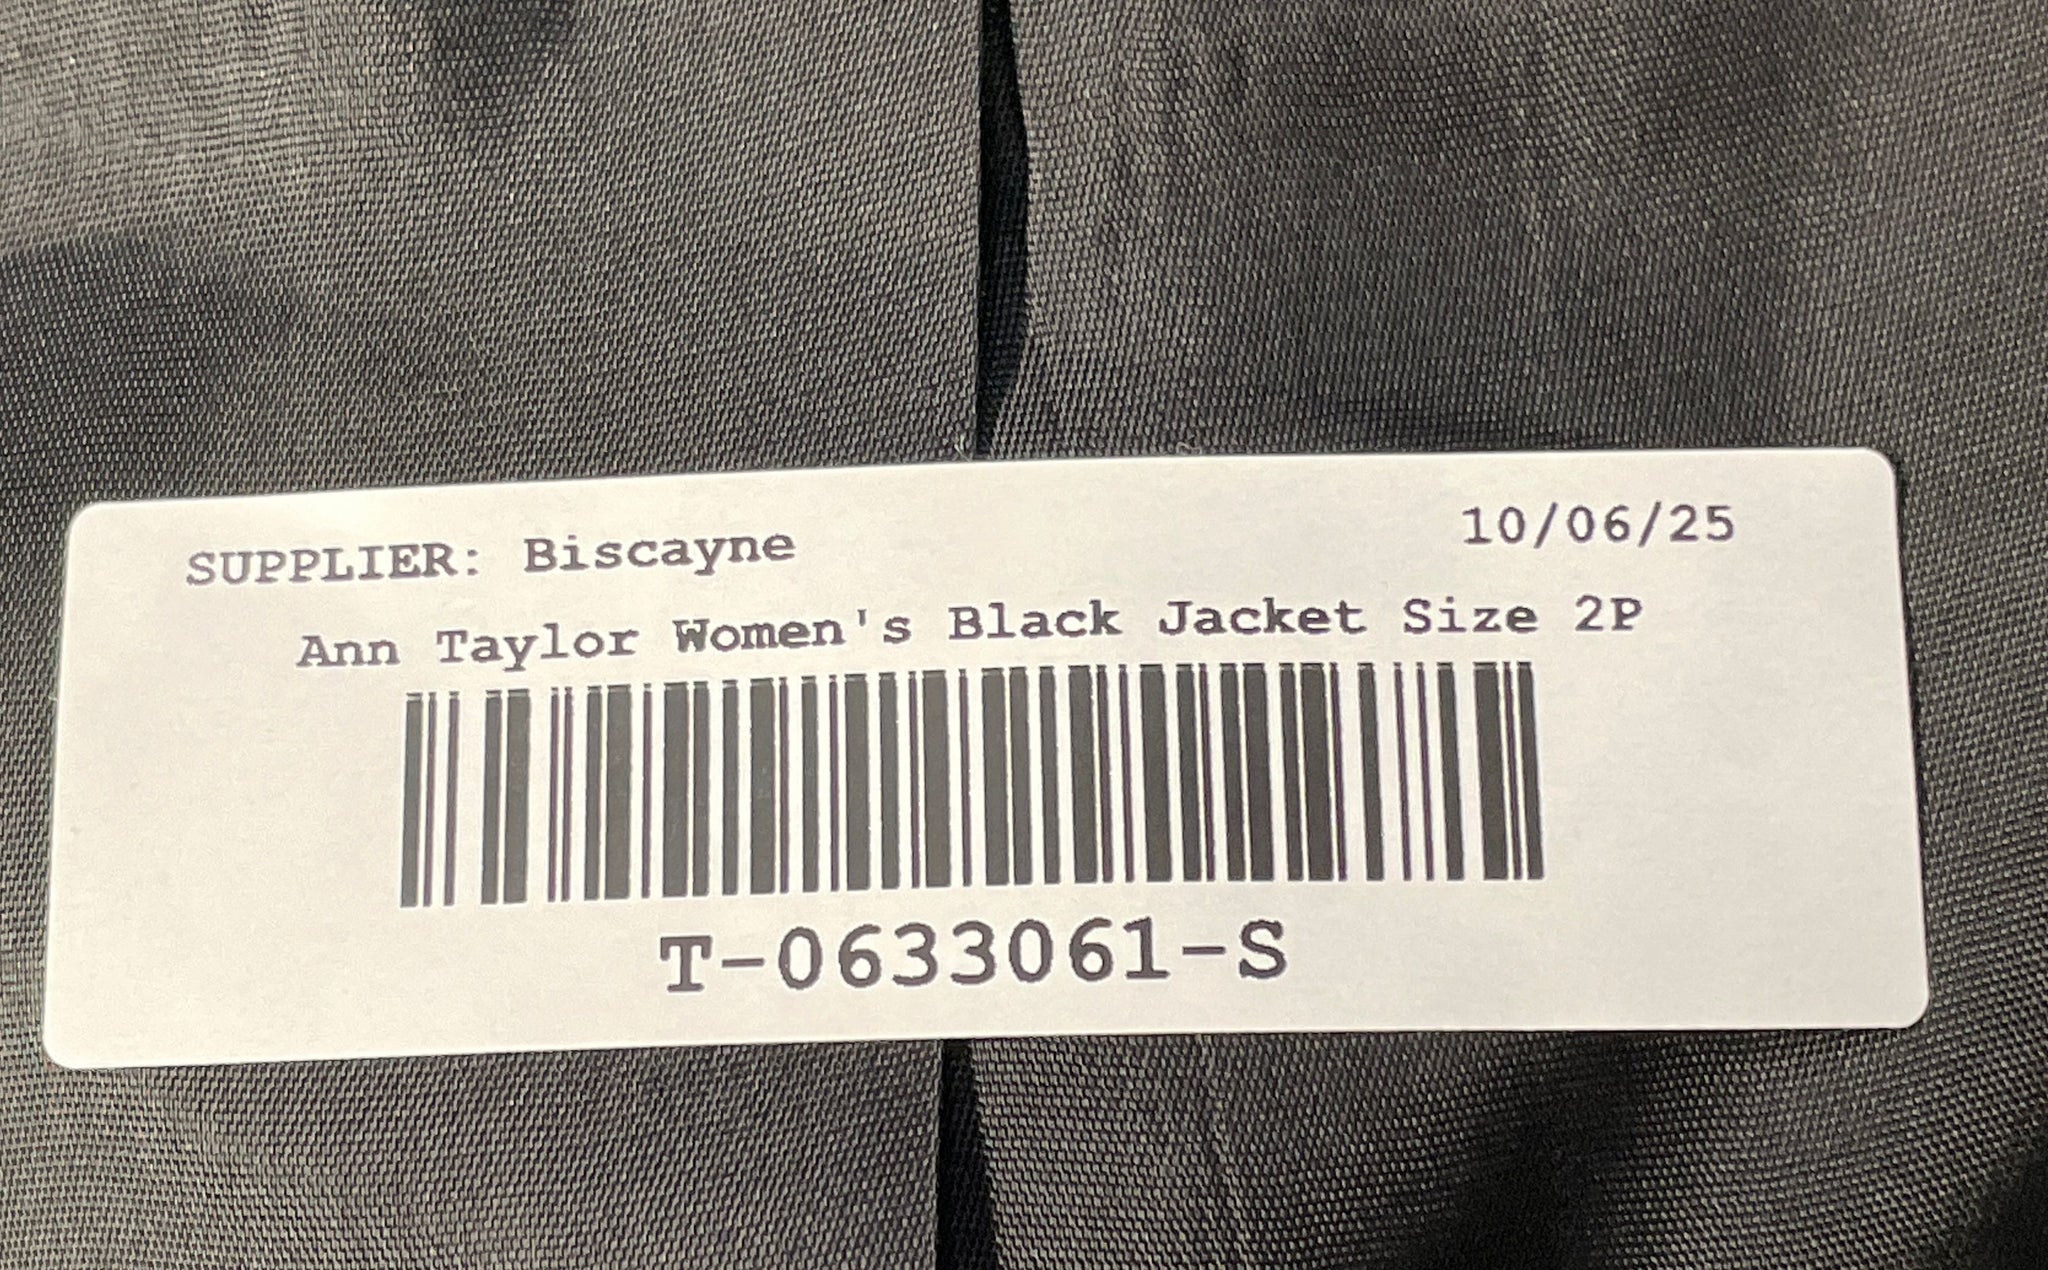 SUPPLIER: Biscayne 10/06/25
Ann Taylor Women's Black Jacket Size 2P
T-0633061-S